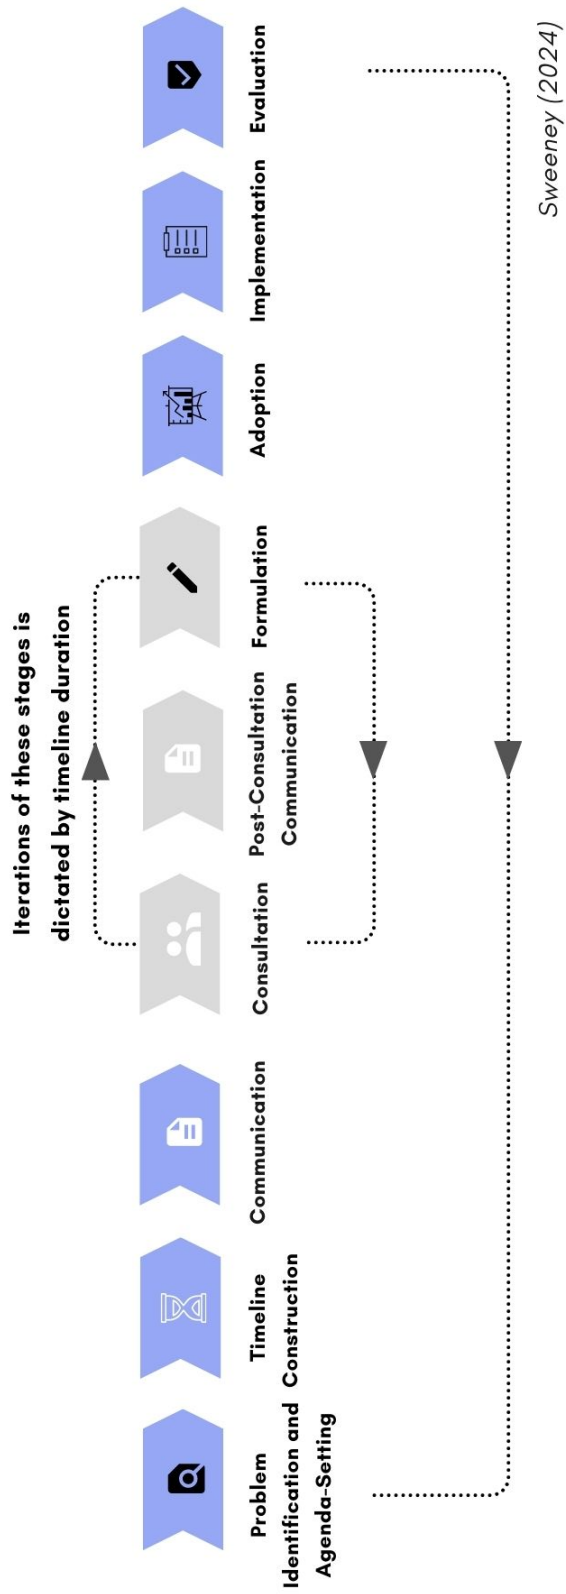 Iterations of these stages is
dictated by timeline duration
Problem
Identification and
Agenda-Setting
Timeline
Construction
Communication
Consultation
Post-Consultation
Communication
Formulation
Adoption
Implementation
Evaluation
Sweeney (2024)